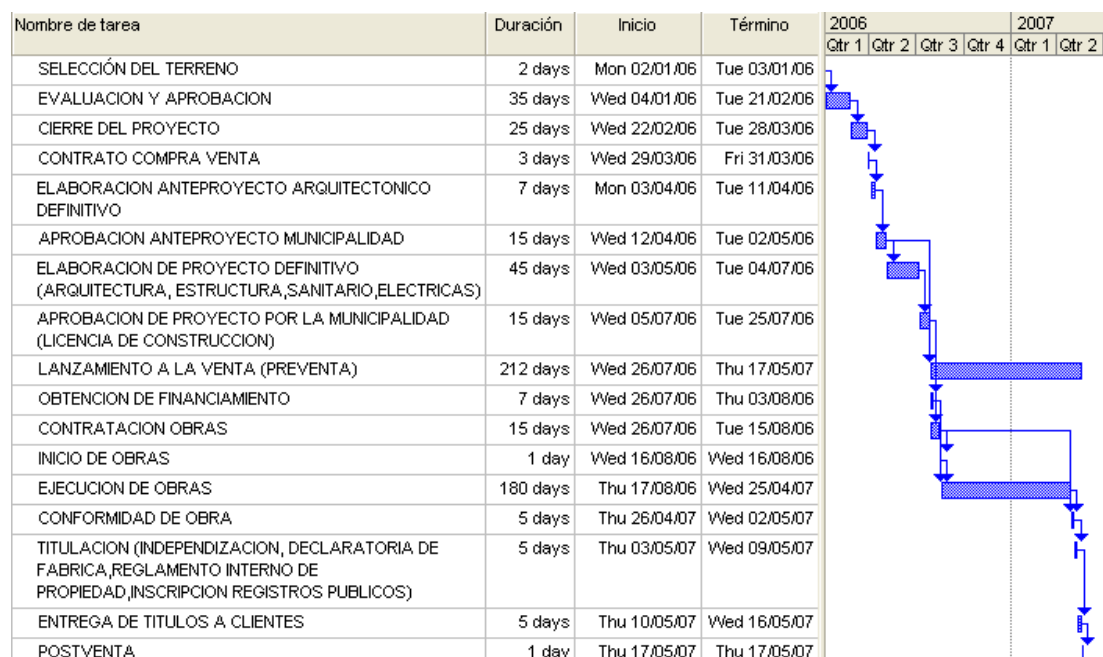 Nombre de tarea Duración Inicio Término 2006 2007
Qtr 1 Qtr 2 Qtr 3 Qtr 4 Qtr 1 Qtr 2
SELECCIÓN DEL TERRENO 2 days Mon 02/01/06 Tue 03/01/06
EVALUACION Y APROBACION 35 days Wed 04/01/06 Tue 21/02/06
CIERRE DEL PROYECTO 25 days Wed 22/02/06 Tue 28/03/06
CONTRATO COMPRA VENTA 3 days Wed 29/03/06 Fri 31/03/06
ELABORACION ANTEPROYECTO ARQUITECTONICO 7 days Mon 03/04/06 Tue 11/04/06
DEFINITIVO
APROBACION ANTEPROYECTO MUNICIPALIDAD 15 days Wed 12/04/06 Tue 02/05/06
ELABORACION DE PROYECTO DEFINITIVO 45 days Wed 03/05/06 Tue 04/07/06
(ARQUITECTURA, ESTRUCTURA,SANITARIO,ELECTRICAS)
APROBACION DE PROYECTO POR LA MUNICIPALIDAD 15 days Wed 05/07/06 Tue 25/07/06
(LICENCIA DE CONSTRUCCION)
LANZAMIENTO A LA VENTA (PREVENTA) 212 days Wed 26/07/06 Thu 17/05/07
OBTENCION DE FINANCIAMIENTO 7 days Wed 26/07/06 Thu 03/08/06
CONTRATACION OBRAS 15 days Wed 26/07/06 Tue 15/08/06
INICIO DE OBRAS 1 day Wed 16/08/06 Wed 16/08/06
EJECUCION DE OBRAS 180 days Thu 17/08/06 Wed 25/04/07
CONFORMIDAD DE OBRA 5 days Thu 26/04/07 Wed 02/05/07
TITULACION (INDEPENDIZACION, DECLARATORIA DE 5 days Thu 03/05/07 Wed 09/05/07
FABRICA,REGLAMENTO INTERNO DE
PROPIEDAD,INSCRIPCION REGISTROS PUBLICOS)
ENTREGA DE TITULOS A CLIENTES 5 days Thu 10/05/07 Wed 16/05/07
POSTVENTA 1 day Thu 17/05/07 Thu 17/05/07